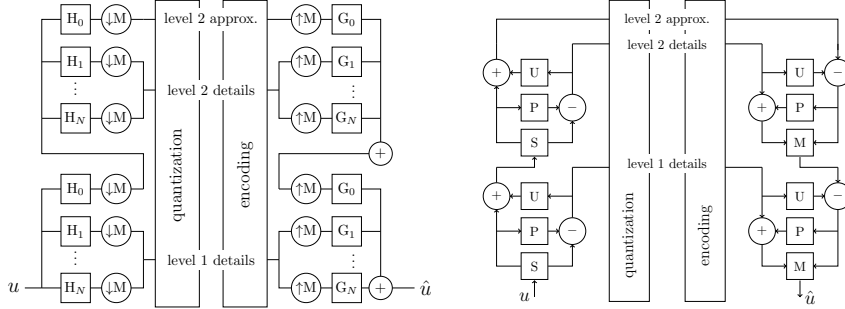 H0 ↓M level 2 approx. ↑M G0
H1 ↓M ↑M G1
⋮ level 2 details ⋮
HN ↓M ↑M GN
+
quantization
encoding
H0 ↓M ↑M G0
H1 ↓M ↑M G1
⋮ level 1 details ⋮
u HN ↓M ↑M GN + û
level 2 approx.
level 2 details
+ U U −
P − + P
S M
level 1 details
+ U U −
P − + P
S M
quantization
encoding
u û